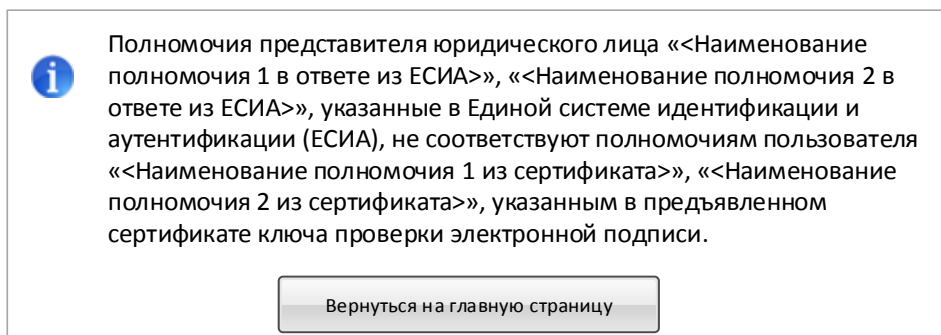 Полномочия представителя юридического лица «<Наименование
полномочия 1 в ответе из ЕСИА>», «<Наименование полномочия 2 в
ответе из ЕСИА>», указанные в Единой системе идентификации и
аутентификации (ЕСИА), не соответствуют полномочиям пользователя
«<Наименование полномочия 1 из сертификата>», «<Наименование
полномочия 2 из сертификата>», указанным в предъявленном
сертификате ключа проверки электронной подписи.
Вернуться на главную страницу